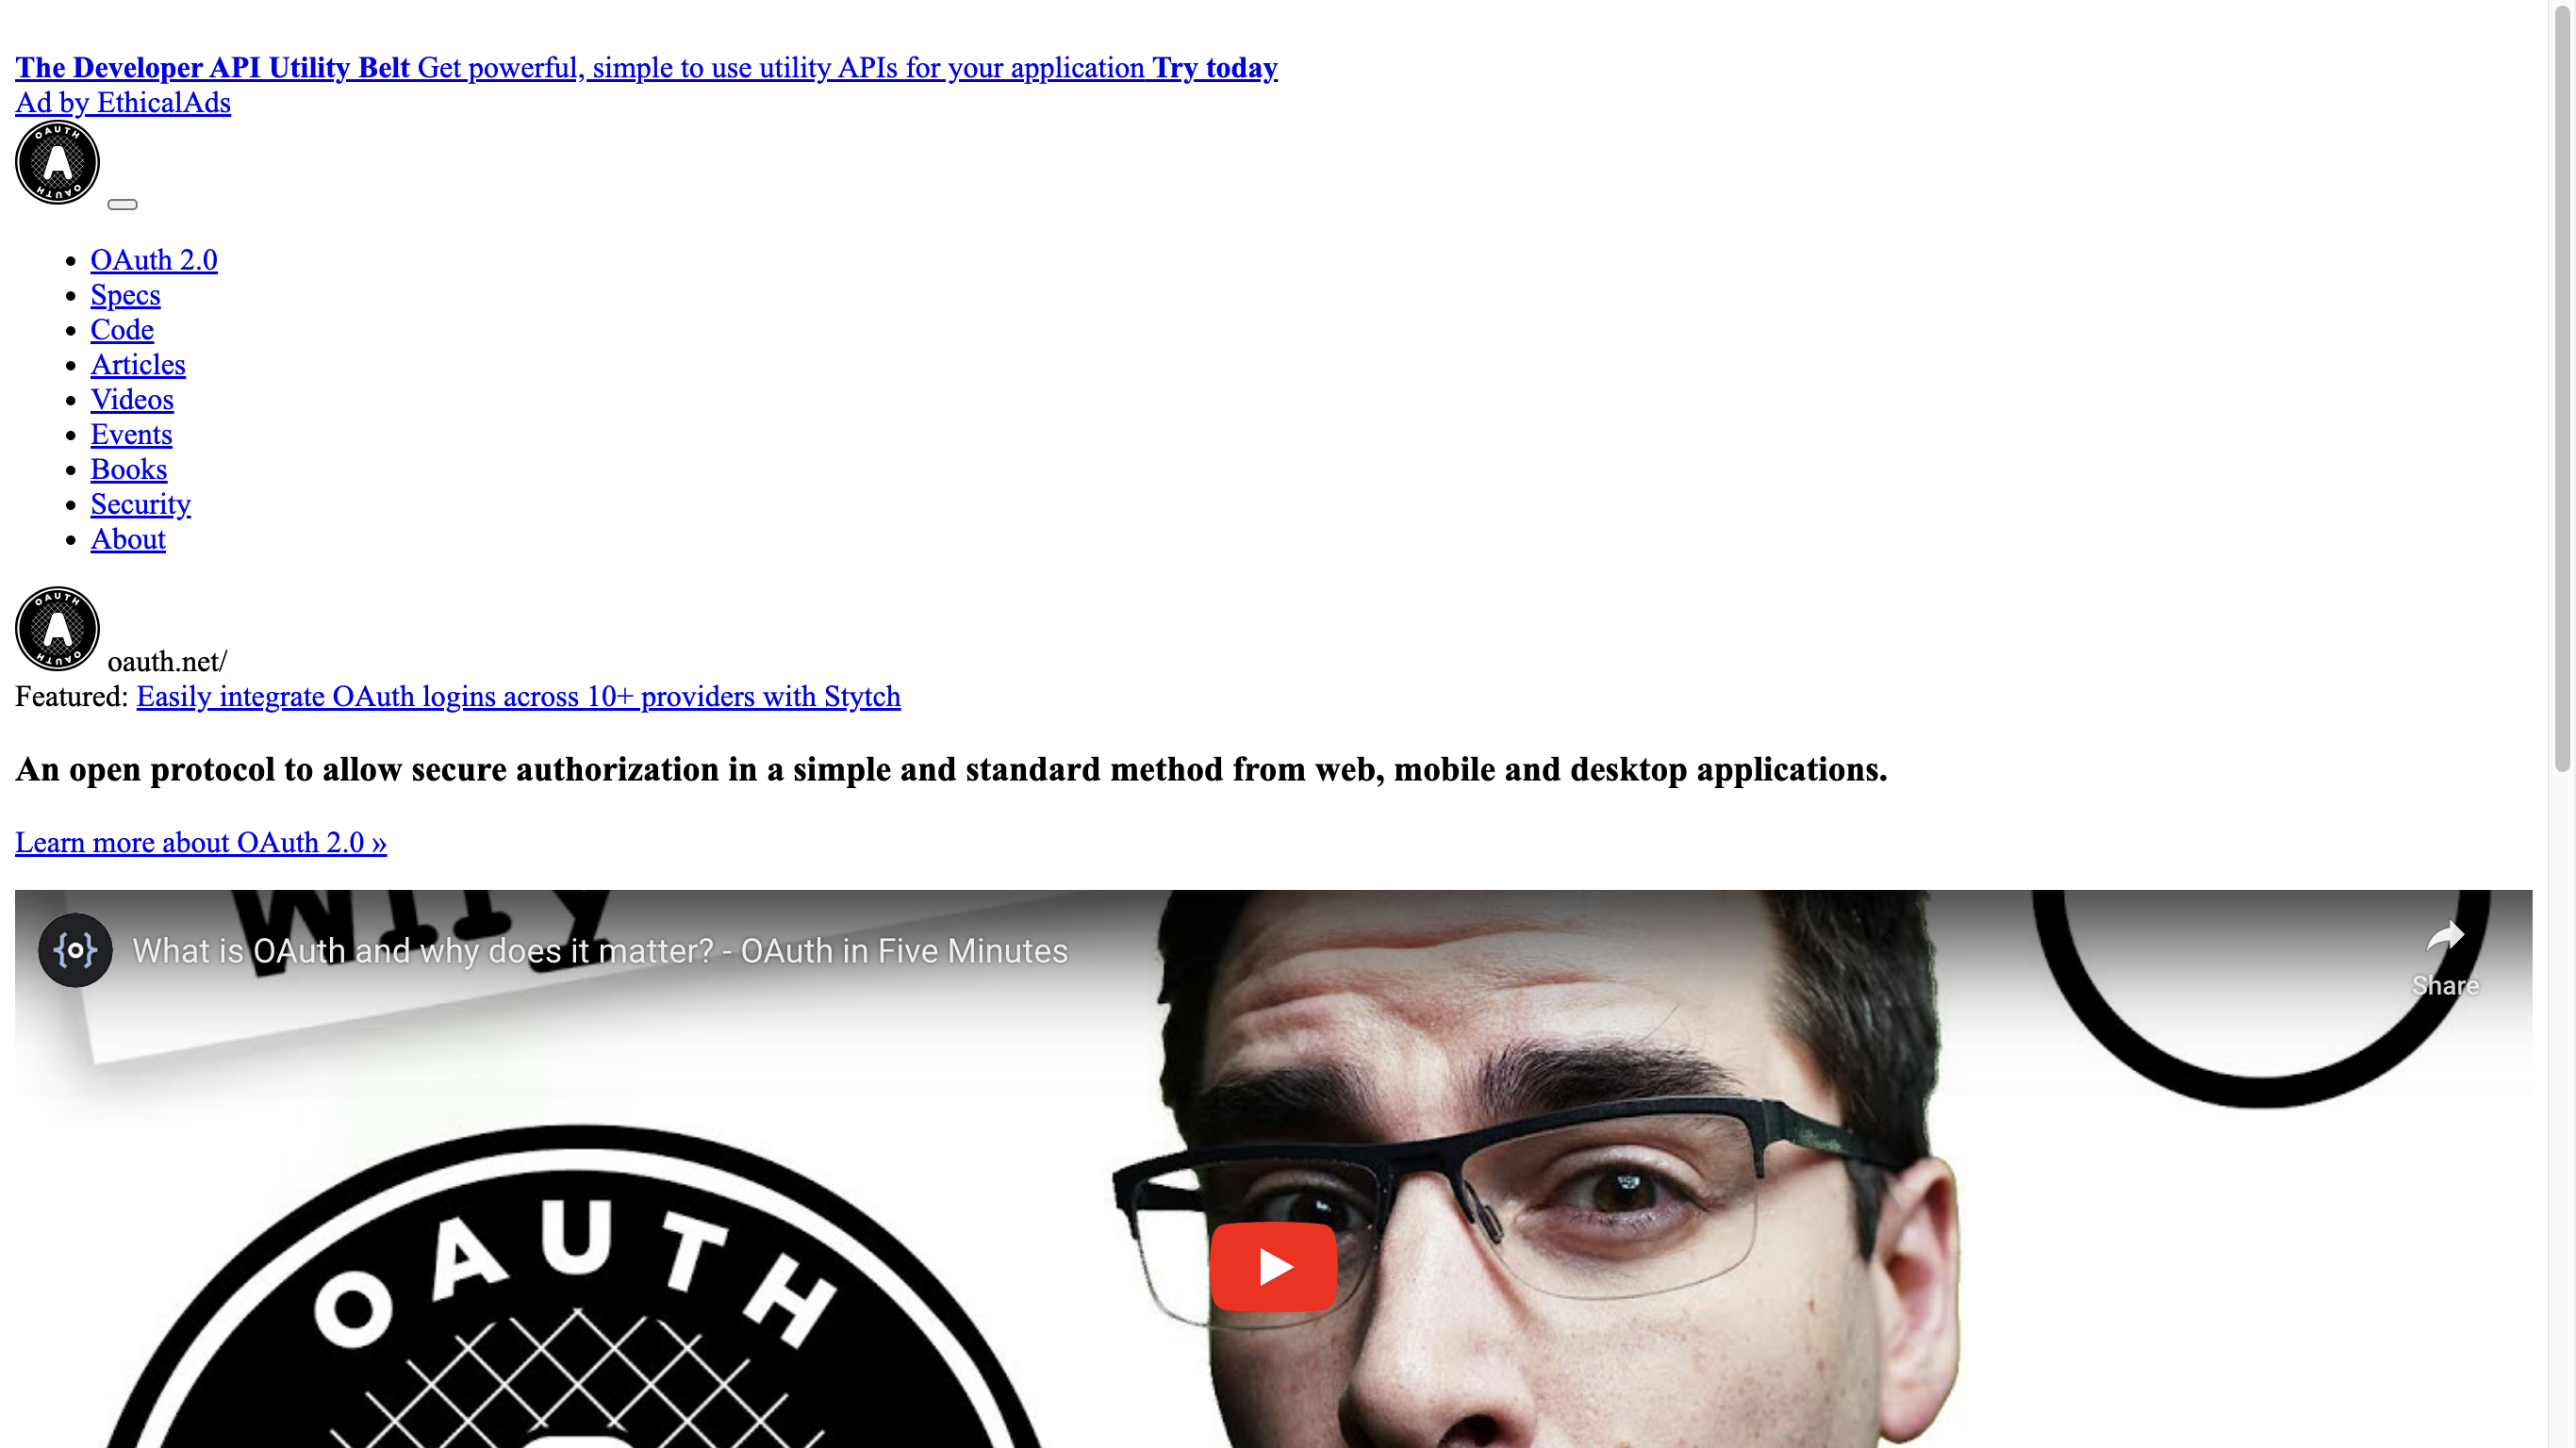 The Developer API Utility Belt Get powerful, simple to use utility APIs for your application Try today
Ad by EthicalAds
OAUTH
A
OAUTH
OAuth 2.0
Specs
Code
Articles
Videos
Events
Books
Security
About
OAUTH
A
OAUTH
oauth.net/
Featured: Easily integrate OAuth logins across 10+ providers with Stytch
An open protocol to allow secure authorization in a simple and standard method from web, mobile and desktop applications.
Learn more about OAuth 2.0 »
Why
{o} What is OAuth and why does it matter? - OAuth in Five Minutes
Share
OAUTH